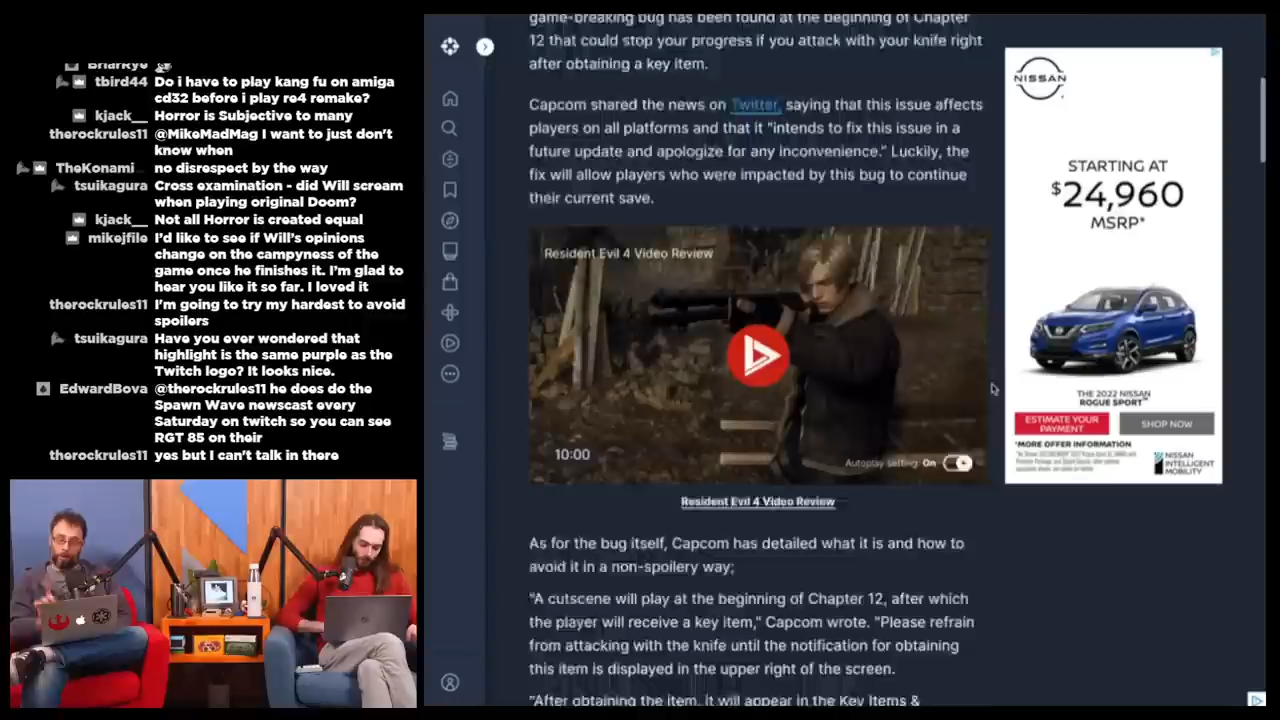 BriarRye
tbird44 Do i have to play kang fu on amiga
cd32 before i play re4 remake?
kjack__ Horror is Subjective to many
therockrules11 @MikeMadMag I want to just don't
know when
TheKonami no disrespect by the way
tsuikagura Cross examination - did Will scream
when playing original Doom?
kjack__ Not all Horror is created equal
mikejfile I'd like to see if Will's opinions
change on the campyness of the
game once he finishes it. I'm glad to
hear you like it so far. I loved it
therockrules11 I'm going to try my hardest to avoid
spoilers
tsuikagura Have you ever wondered that
highlight is the same purple as the
Twitch logo? It looks nice.
EdwardBova @therockrules11 he does do the
Spawn Wave newscast every
Saturday on twitch so you can see
RGT 85 on their
therockrules11 yes but I can't talk in there
game-breaking bug has been found at the beginning of Chapter
12 that could stop your progress if you attack with your knife right
after obtaining a key item.
Capcom shared the news on Twitter, saying that this issue affects
players on all platforms and that it "intends to fix this issue in a
future update and apologize for any inconvenience." Luckily, the
fix will allow players who were impacted by this bug to continue
their current save.
Resident Evil 4 Video Review
10:00
Autoplay setting: On
Resident Evil 4 Video Review
As for the bug itself, Capcom has detailed what it is and how to
avoid it in a non-spoilery way;
"A cutscene will play at the beginning of Chapter 12, after which
the player will receive a key item," Capcom wrote. "Please refrain
from attacking with the knife until the notification for obtaining
this item is displayed in the upper right of the screen.
"After obtaining the item, it will appear in the Key Items &
NISSAN
STARTING AT
$24,960
MSRP*
THE 2022 NISSAN
ROGUE SPORT™
ESTIMATE YOUR
PAYMENT
SHOP NOW
*MORE OFFER INFORMATION
NISSAN
INTELLIGENT
MOBILITY